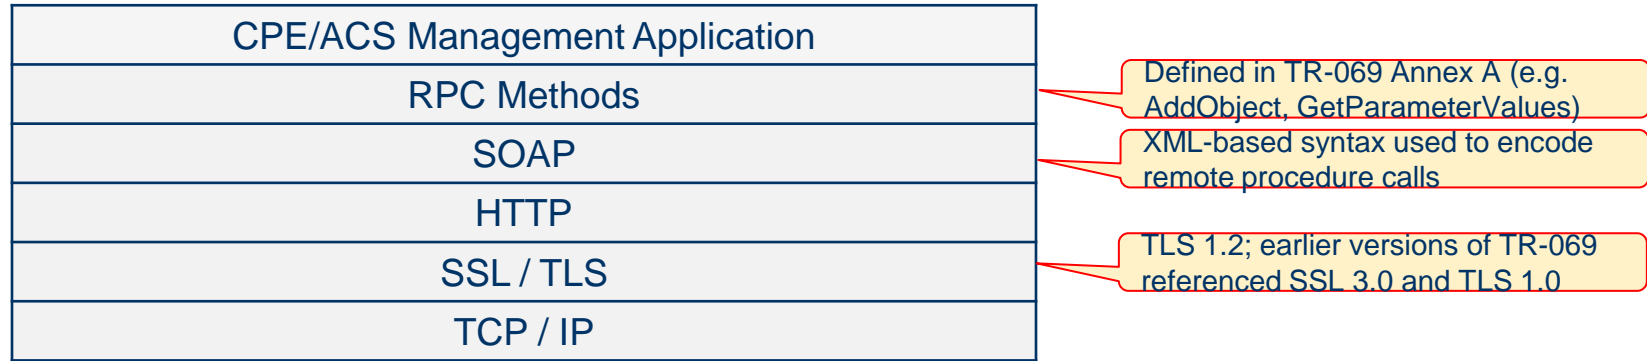 CPE/ACS Management Application
RPC Methods
Defined in TR-069 Annex A (e.g.
AddObject, GetParameterValues)
SOAP
XML-based syntax used to encode
remote procedure calls
HTTP
SSL / TLS
TLS 1.2; earlier versions of TR-069
referenced SSL 3.0 and TLS 1.0
TCP / IP